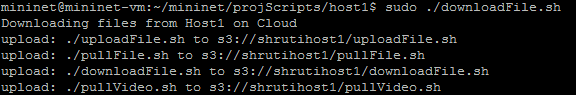 mininet@mininet-vm:~/mininet/projScripts/host1$ sudo ./downloadFile.sh
Downloading files from Host1 on Cloud
upload: ./uploadFile.sh to s3://shrutihost1/uploadFile.sh
upload: ./pullFile.sh to s3://shrutihost1/pullFile.sh
upload: ./downloadFile.sh to s3://shrutihost1/downloadFile.sh
upload: ./pullVideo.sh to s3://shrutihost1/pullVideo.sh